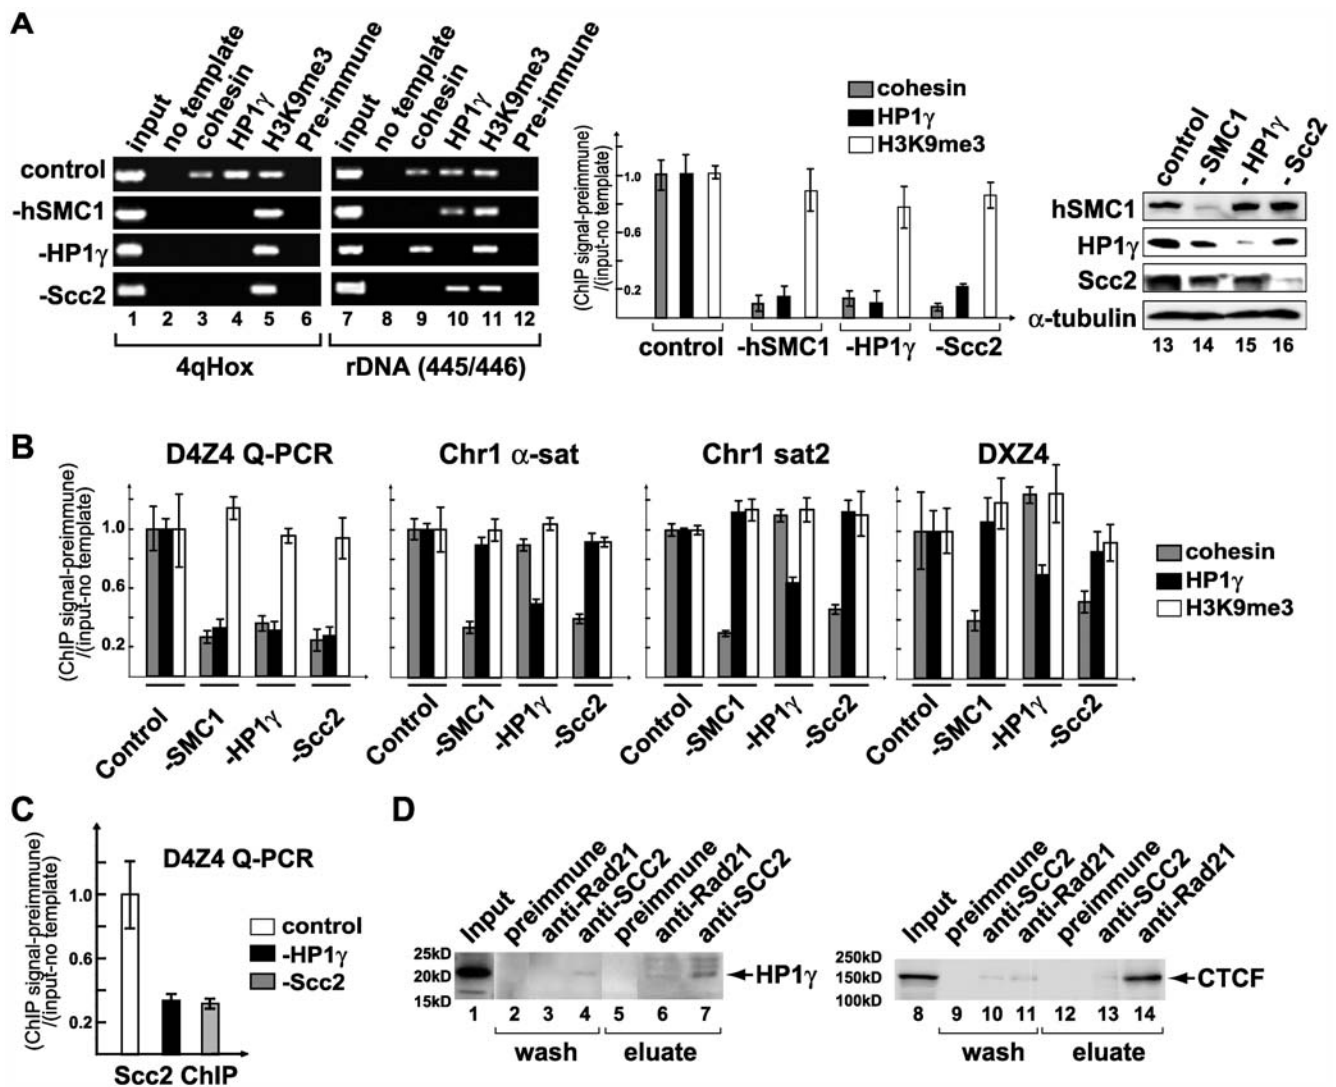 A
input
no template
cohesin
HP1γ
H3K9me3
Pre-immune
input
no template
cohesin
HP1γ
H3K9me3
Pre-immune
control
-hSMC1
-HP1γ
-Scc2
1 2 3 4 5 6 7 8 9 10 11 12
4qHox rDNA (445/446)
(ChIP signal-preimmune)
/(input-no template)
1.0
0.6
0.2
cohesin
HP1γ
H3K9me3
control -hSMC1 -HP1γ -Scc2
control
- SMC1
- HP1γ
- Scc2
hSMC1
HP1γ
Scc2
α-tubulin
13 14 15 16
B
D4Z4 Q-PCR
Chr1 α-sat
Chr1 sat2
DXZ4
(ChIP signal-preimmune)
/(input-no template)
1.0
0.6
0.2
cohesin
HP1γ
H3K9me3
Control
-SMC1
-HP1γ
-Scc2
Control
-SMC1
-HP1γ
-Scc2
Control
-SMC1
-HP1γ
-Scc2
Control
-SMC1
-HP1γ
-Scc2
C
D4Z4 Q-PCR
(ChIP signal-preimmune)
/(input-no template)
1.0
0.6
0.2
control
-HP1γ
-Scc2
Scc2 ChIP
D
Input
preimmune
anti-Rad21
anti-SCC2
preimmune
anti-Rad21
anti-SCC2
25kD
20kD
15kD
HP1γ
1 2 3 4 5 6 7
wash eluate
Input
preimmune
anti-SCC2
anti-Rad21
preimmune
anti-SCC2
anti-Rad21
250kD
150kD
100kD
CTCF
8 9 10 11 12 13 14
wash eluate